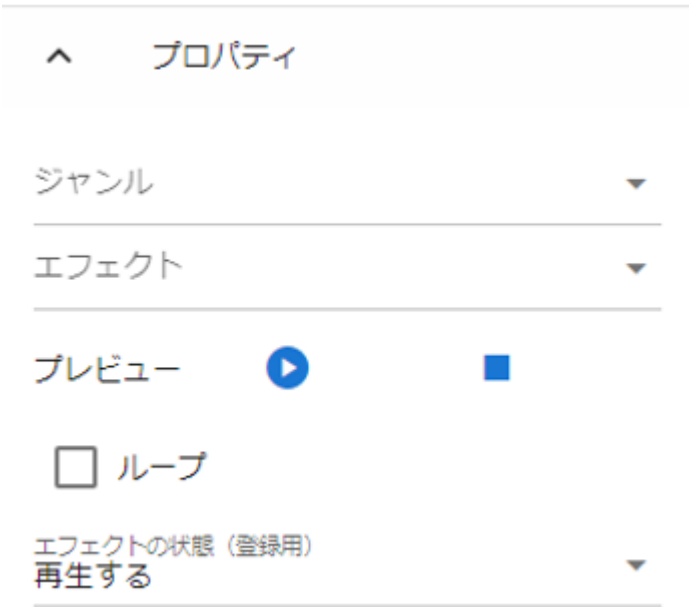 プロパティ
ジャンル
エフェクト
プレビュー
ループ
エフェクトの状態（登録用）
再生する